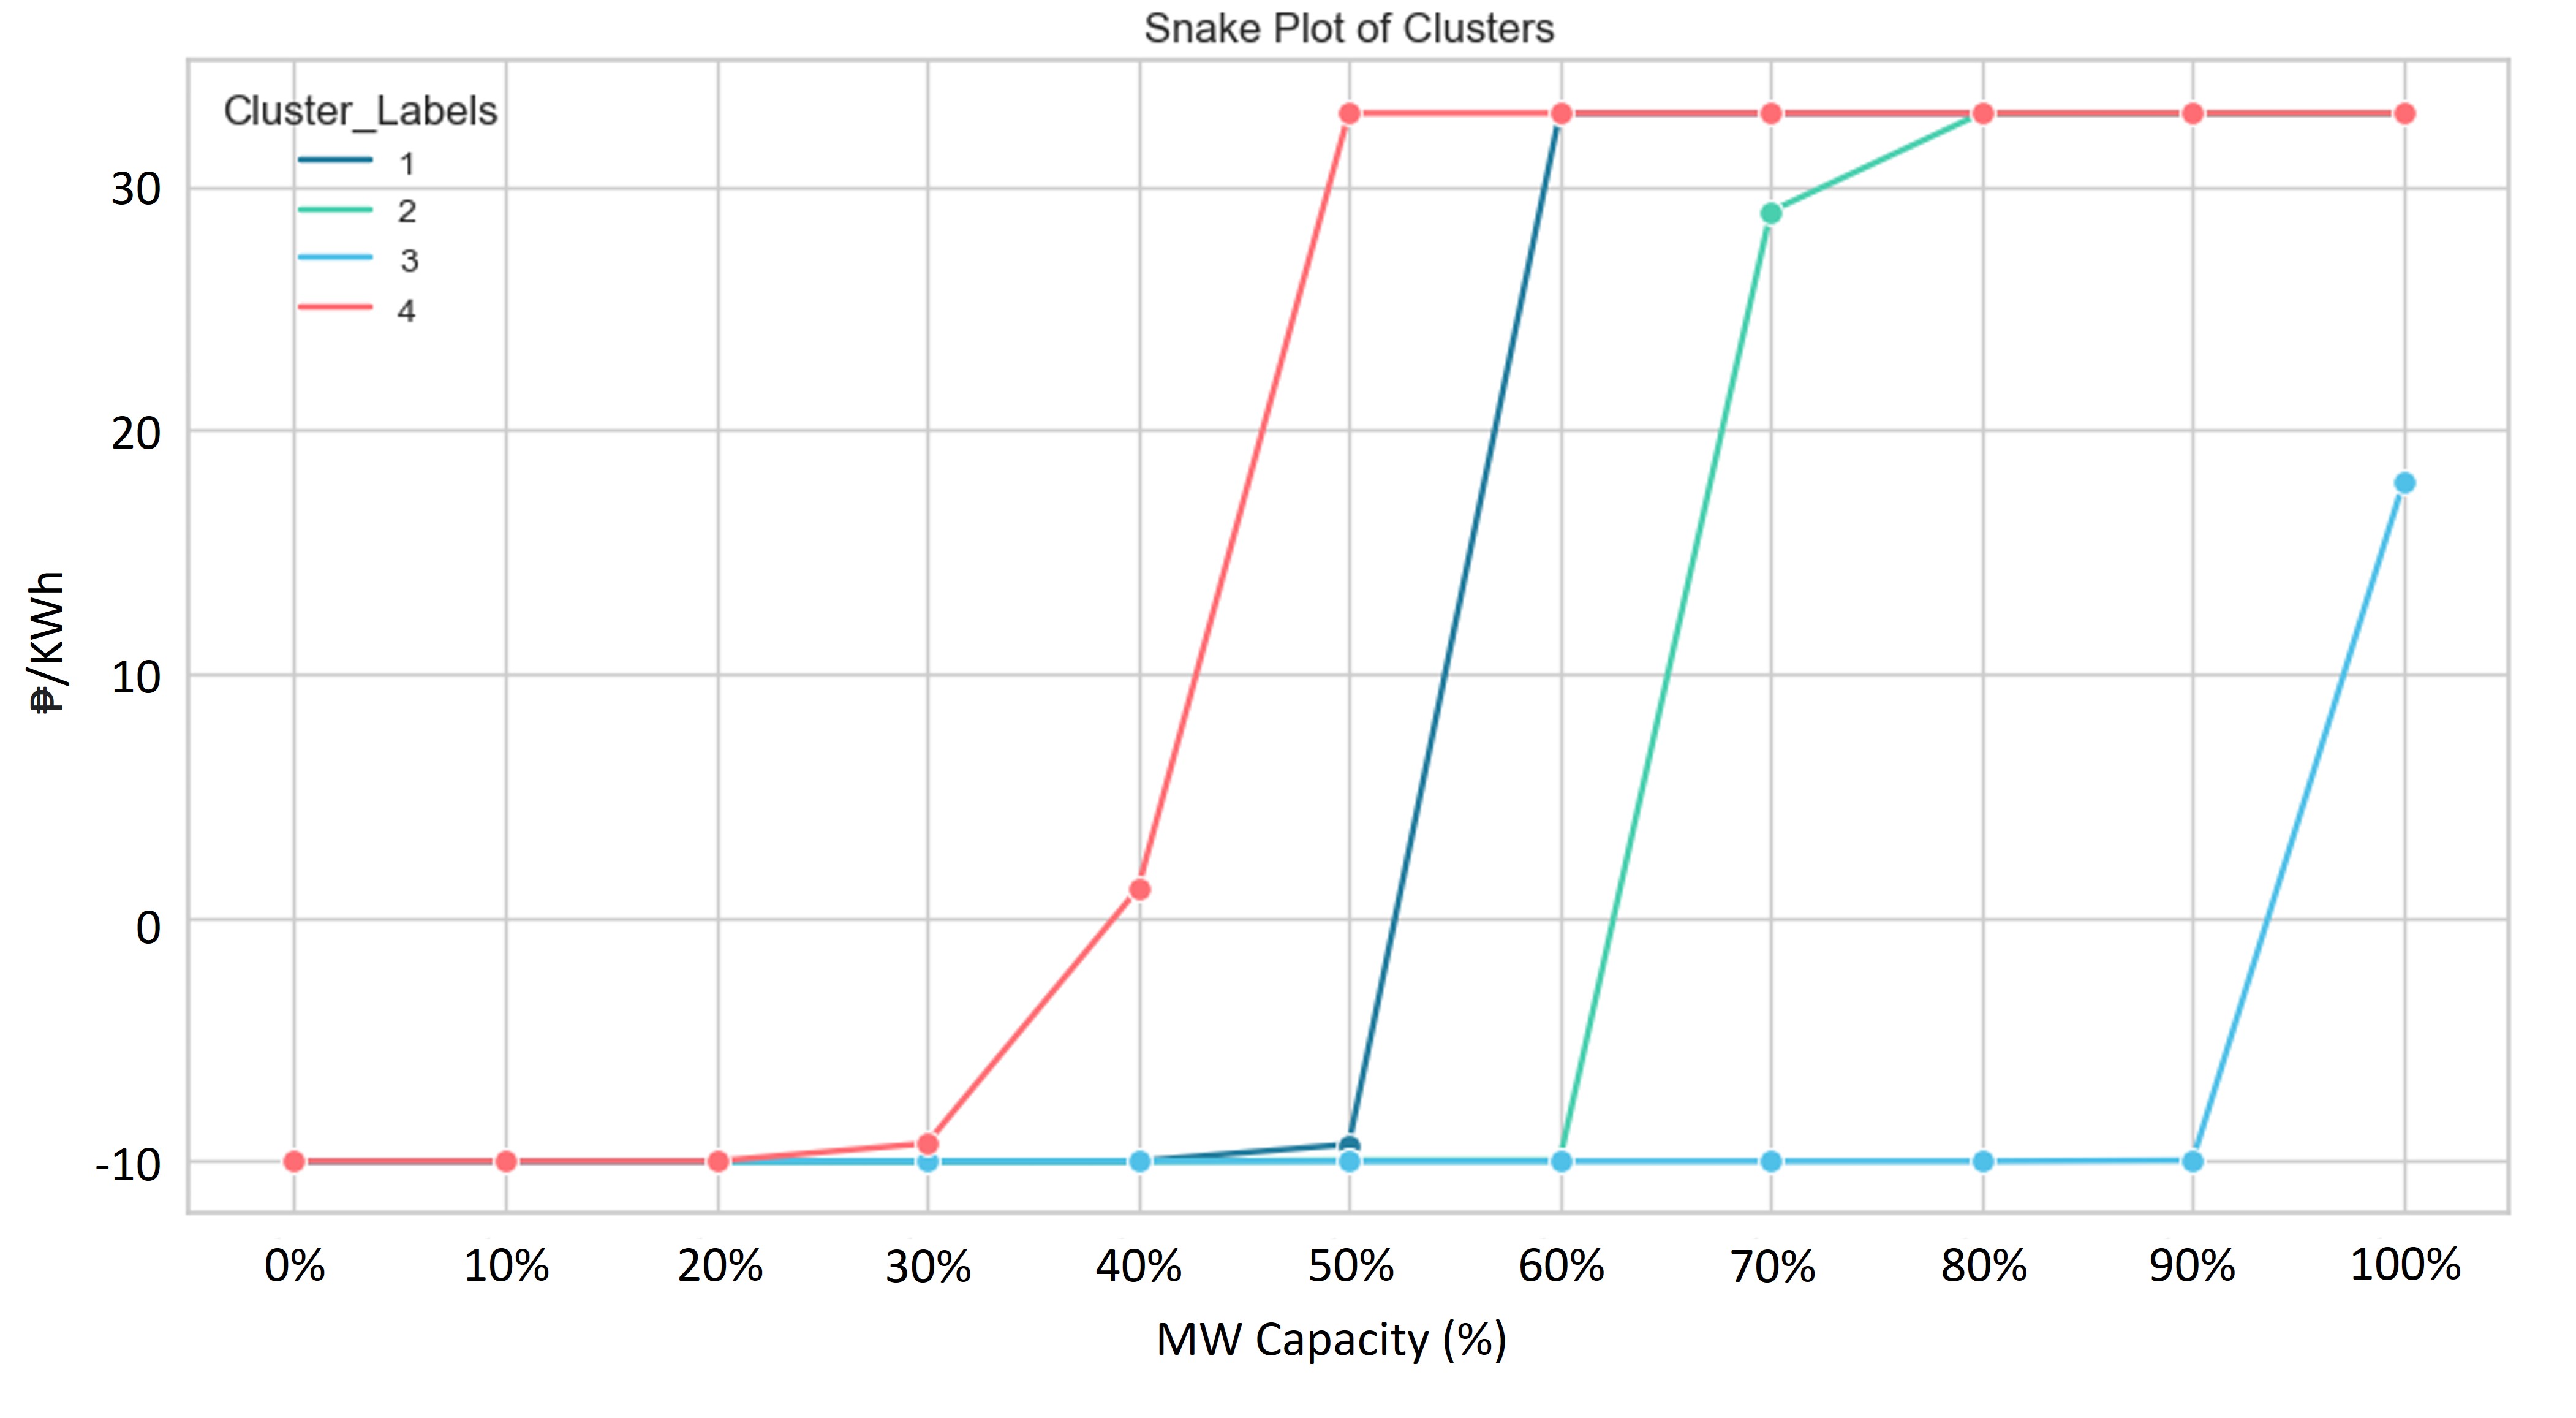 Snake Plot of Clusters
Cluster_Labels
1
2
3
4
30
20
10
0
-10
₱/KWh
0% 10% 20% 30% 40% 50% 60% 70% 80% 90% 100%
MW Capacity (%)